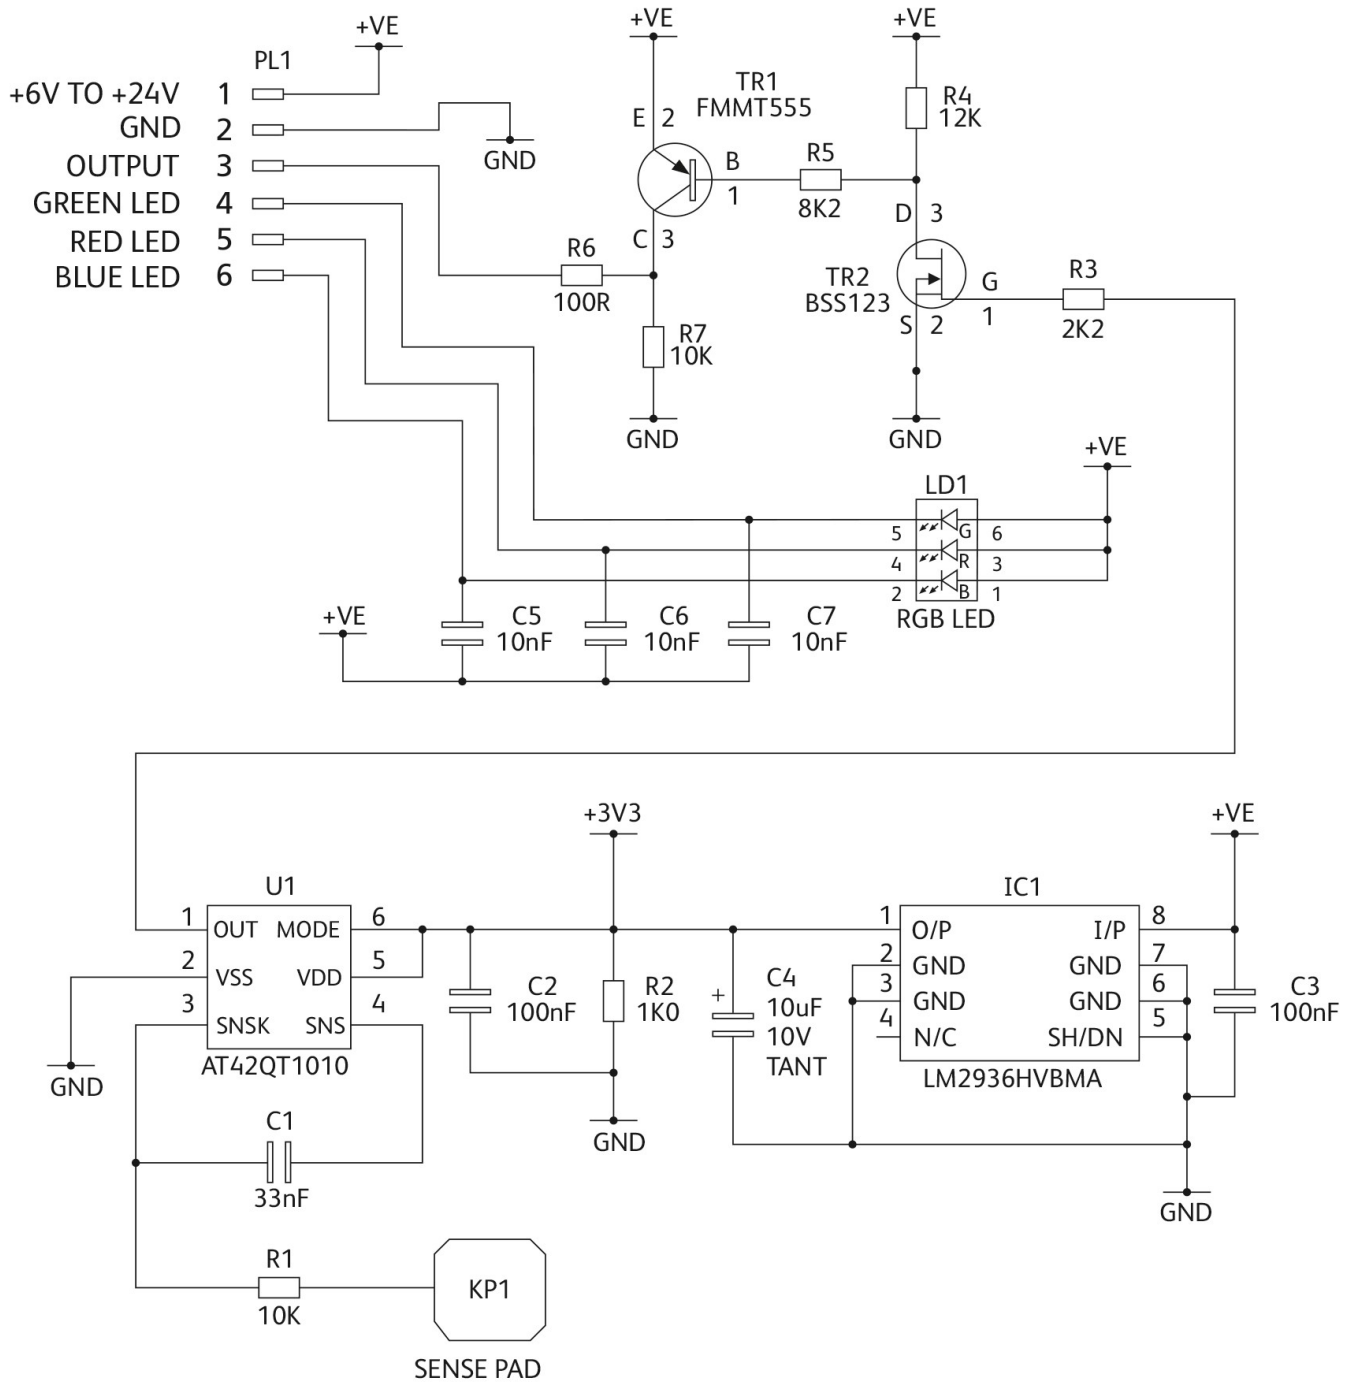 +VE
PL1
+6V TO +24V 1
GND 2
OUTPUT 3
GREEN LED 4
RED LED 5
BLUE LED 6
GND
+VE
TR1
FMMT555
E 2
B
1
C 3
R5
8K2
+VE
R4
12K
R6
100R
R7
10K
GND
D 3
TR2
BSS123
G
1
S 2
R3
2K2
GND
+VE
LD1
5 G 6
4 R 3
2 B 1
RGB LED
+VE
C5
10nF
C6
10nF
C7
10nF
+3V3
+VE
U1
1 OUT MODE 6
2 VSS VDD 5
3 SNSK SNS 4
AT42QT1010
GND
C1
33nF
R1
10K
KP1
SENSE PAD
C2
100nF
R2
1K0
GND
+
C4
10uF
10V
TANT
IC1
1 O/P I/P 8
2 GND GND 7
3 GND GND 6
4 N/C SH/DN 5
LM2936HVBMA
C3
100nF
GND